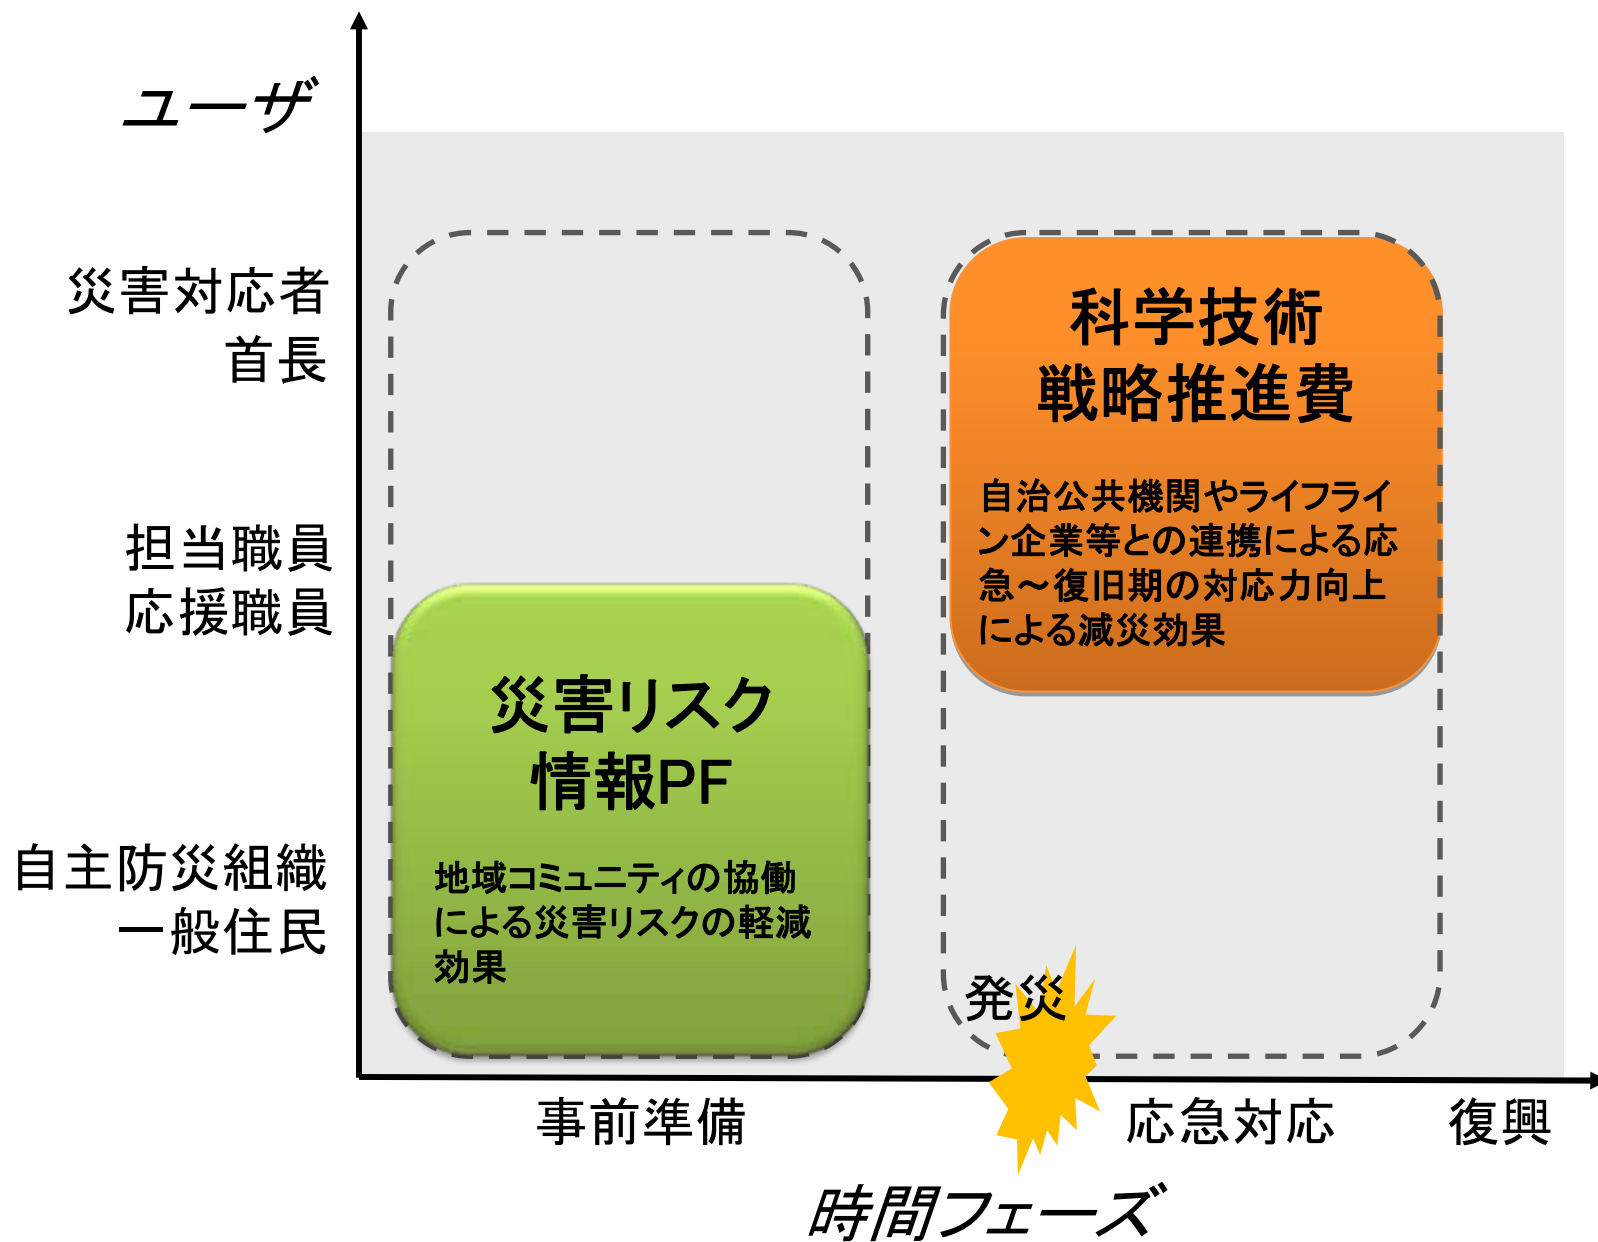 ユーザ
災害対応者
首長
担当職員
応援職員
自主防災組織
一般住民
科学技術
戦略推進費
自治公共機関やライフライ
ン企業等との連携による応
急～復旧期の対応力向上
による減災効果
災害リスク
情報PF
地域コミュニティの協働
による災害リスクの軽減
効果
発災
事前準備
応急対応
復興
時間フェーズ